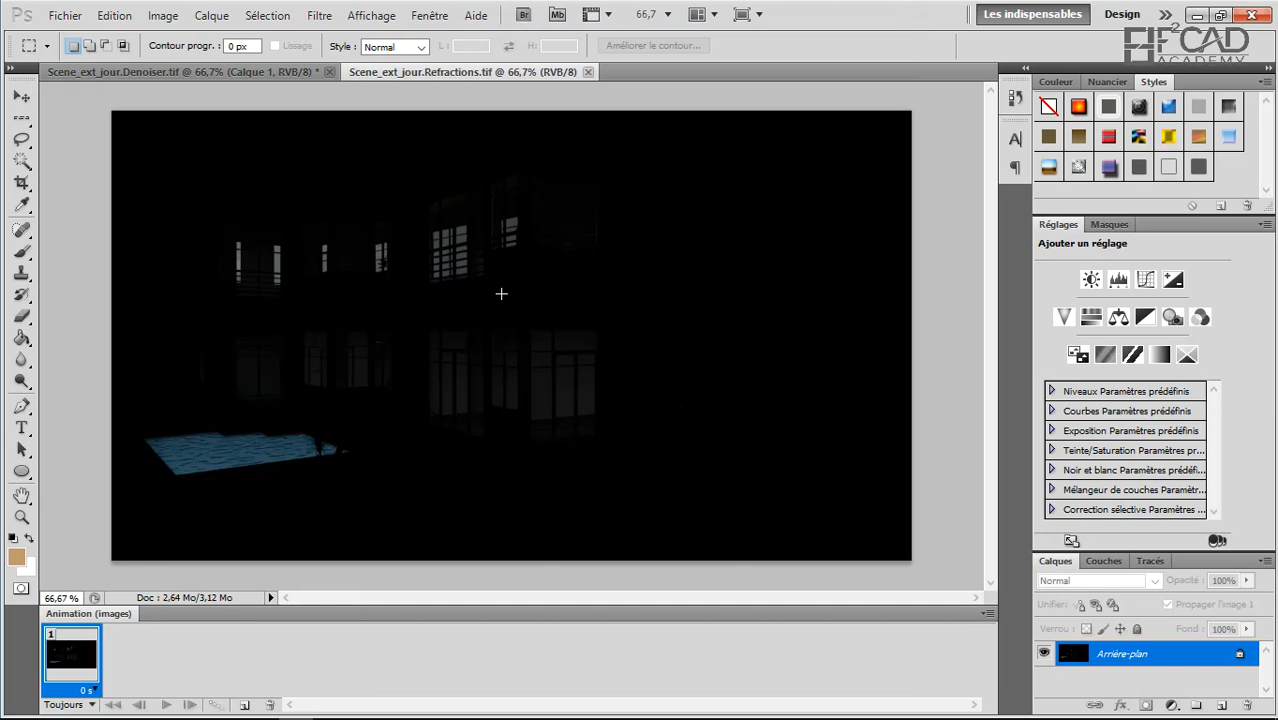 Ps Fichier Edition Image Calque Sélection Filtre Affichage Fenêtre Aide Br Mb 66,7 Les indispensables Design
Contour progr. : 0 px Lissage Style : Normal L : H : Améliorer le contour...
F2F CAD
ACADEMY
Scene_ext_jour.Denoiser.tif @ 66,7% (Calque 1, RVB/8) * Scene_ext_jour.Refractions.tif @ 66,7% (RVB/8)
Couleur Nuancier Styles
Réglages Masques
Ajouter un réglage
Niveaux Paramètres prédéfinis
Courbes Paramètres prédéfinis
Exposition Paramètres prédéfinis
Teinte/Saturation Paramètres pr...
Noir et blanc Paramètres prédéfi...
Mélangeur de couches Paramètr...
Correction sélective Paramètres ...
Calques Couches Tracés
Normal Opacité : 100%
Unifier : Propager l'image 1
Verrou : Fond : 100%
Arrière-plan
66,67 % Doc : 2,64 Mo/3,12 Mo
Animation (images)
1
0 s
Toujours